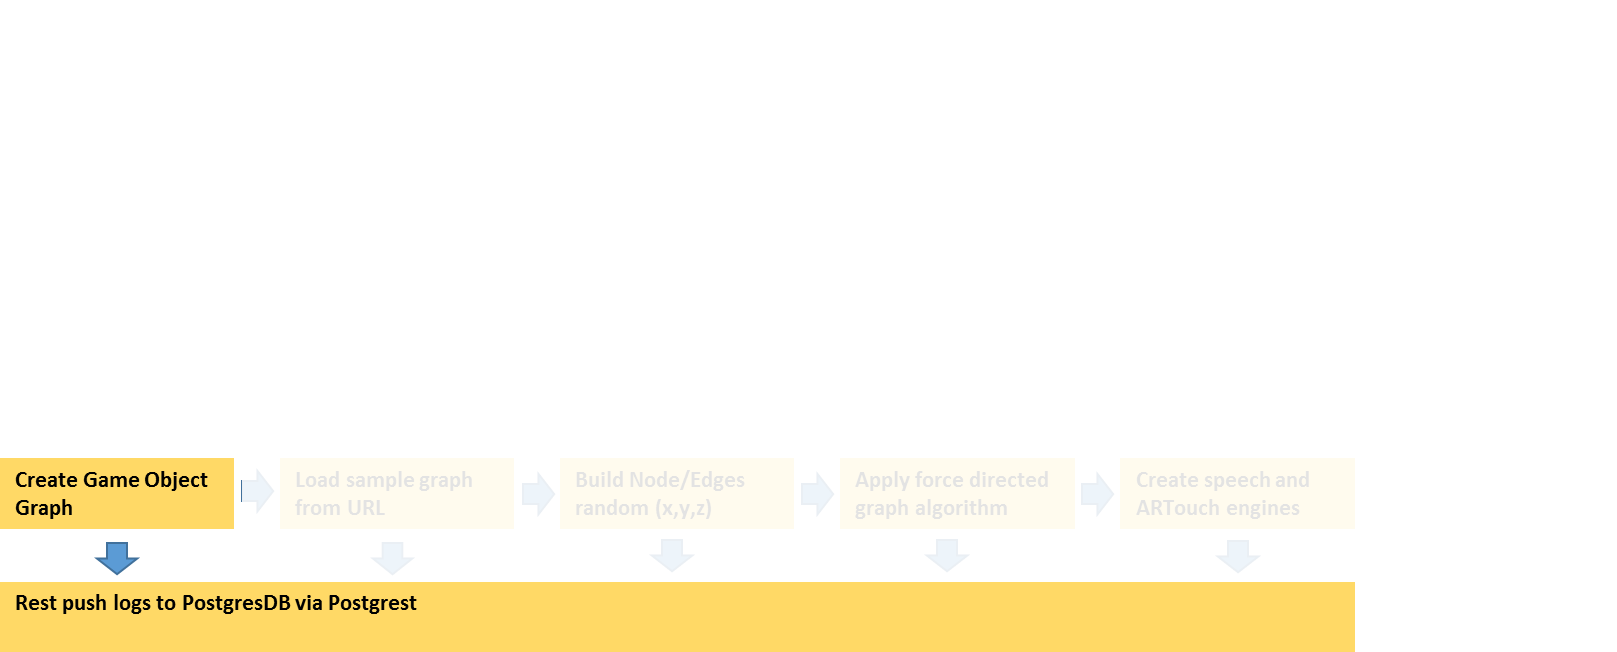 Create Game Object
Graph
Load sample graph
from URL
Build Node/Edges
random (x,y,z)
Apply force directed
graph algorithm
Create speech and
ARTouch engines
Rest push logs to PostgresDB via Postgrest